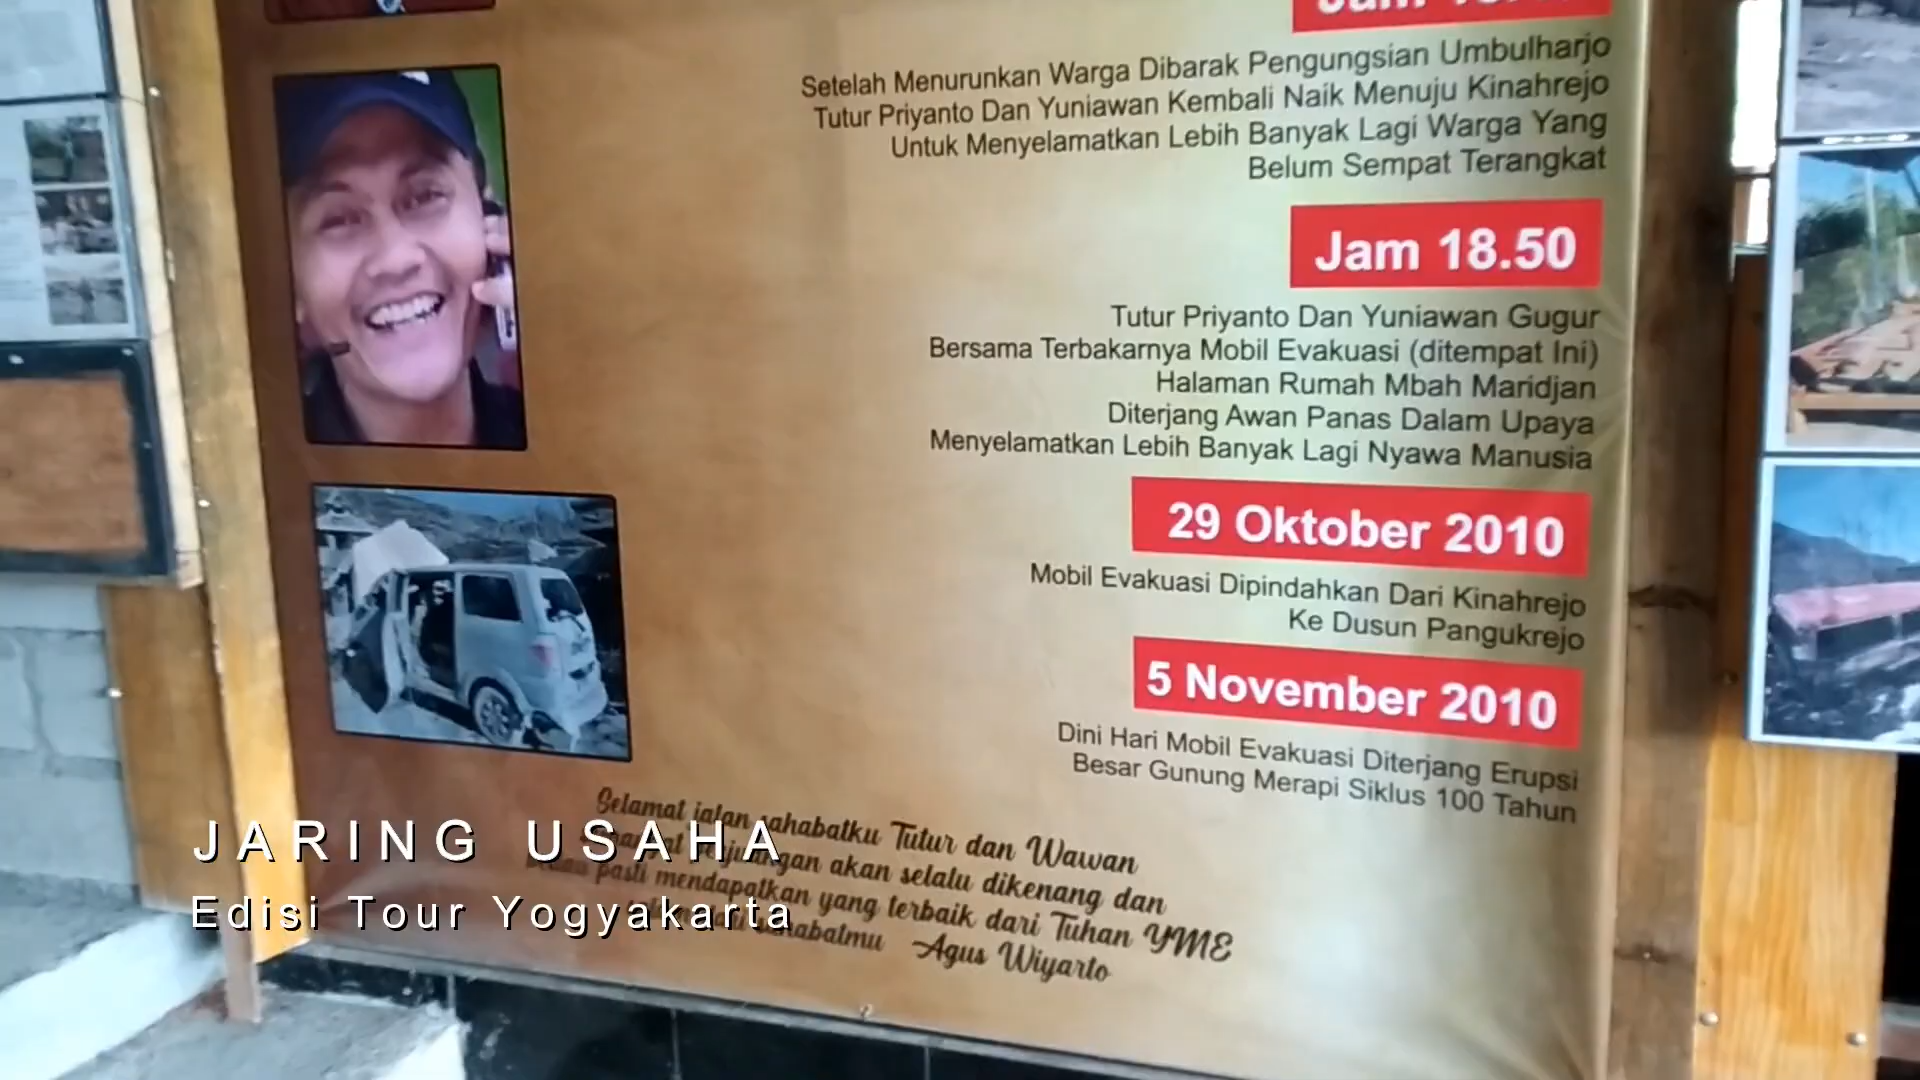 Setelah Menurunkan Warga Dibarak Pengungsian Umbulharjo
Tutur Priyanto Dan Yuniawan Kembali Naik Menuju Kinahrejo
Untuk Menyelamatkan Lebih Banyak Lagi Warga Yang
Belum Sempat Terangkat
Jam 18.50
Tutur Priyanto Dan Yuniawan Gugur
Bersama Terbakarnya Mobil Evakuasi (ditempat Ini)
Halaman Rumah Mbah Maridjan
Diterjang Awan Panas Dalam Upaya
Menyelamatkan Lebih Banyak Lagi Nyawa Manusia
29 Oktober 2010
Mobil Evakuasi Dipindahkan Dari Kinahrejo
Ke Dusun Pangukrejo
5 November 2010
Dini Hari Mobil Evakuasi Diterjang Erupsi
Besar Gunung Merapi Siklus 100 Tahun
Selamat jalan sahabatku Tutur dan Wawan
akan selalu dikenang dan
pasti mendapatkan yang terbaik dari Tuhan YME
Agus Wiyarto
JARING USAHA
Edisi Tour Yogyakarta